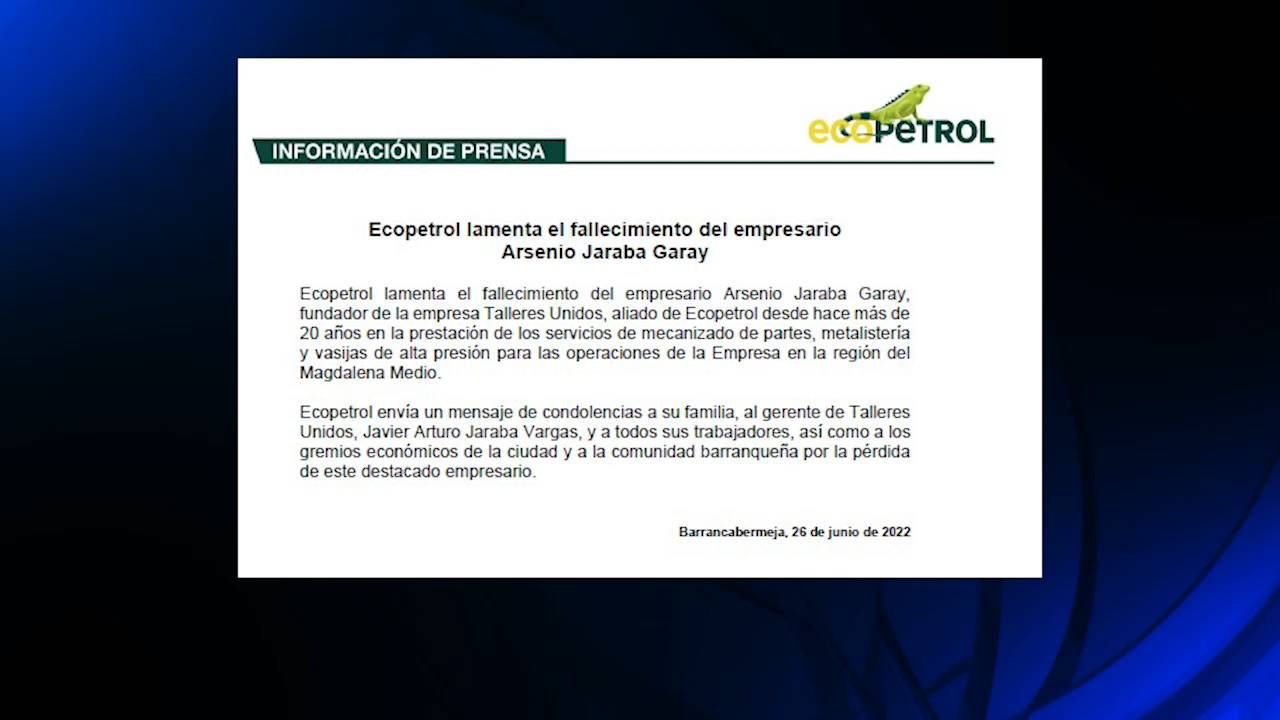 ecoPeTROL
INFORMACIÓN DE PRENSA
Ecopetrol lamenta el fallecimiento del empresario
Arsenio Jaraba Garay
Ecopetrol lamenta el fallecimiento del empresario Arsenio Jaraba Garay,
fundador de la empresa Talleres Unidos, aliado de Ecopetrol desde hace más de
20 años en la prestación de los servicios de mecanizado de partes, metalistería
y vasijas de alta presión para las operaciones de la Empresa en la región del
Magdalena Medio.
Ecopetrol envía un mensaje de condolencias a su familia, al gerente de Talleres
Unidos, Javier Arturo Jaraba Vargas, y a todos sus trabajadores, así como a los
gremios económicos de la ciudad y a la comunidad barranqueña por la pérdida
de este destacado empresario.
Barrancabermeja, 26 de junio de 2022